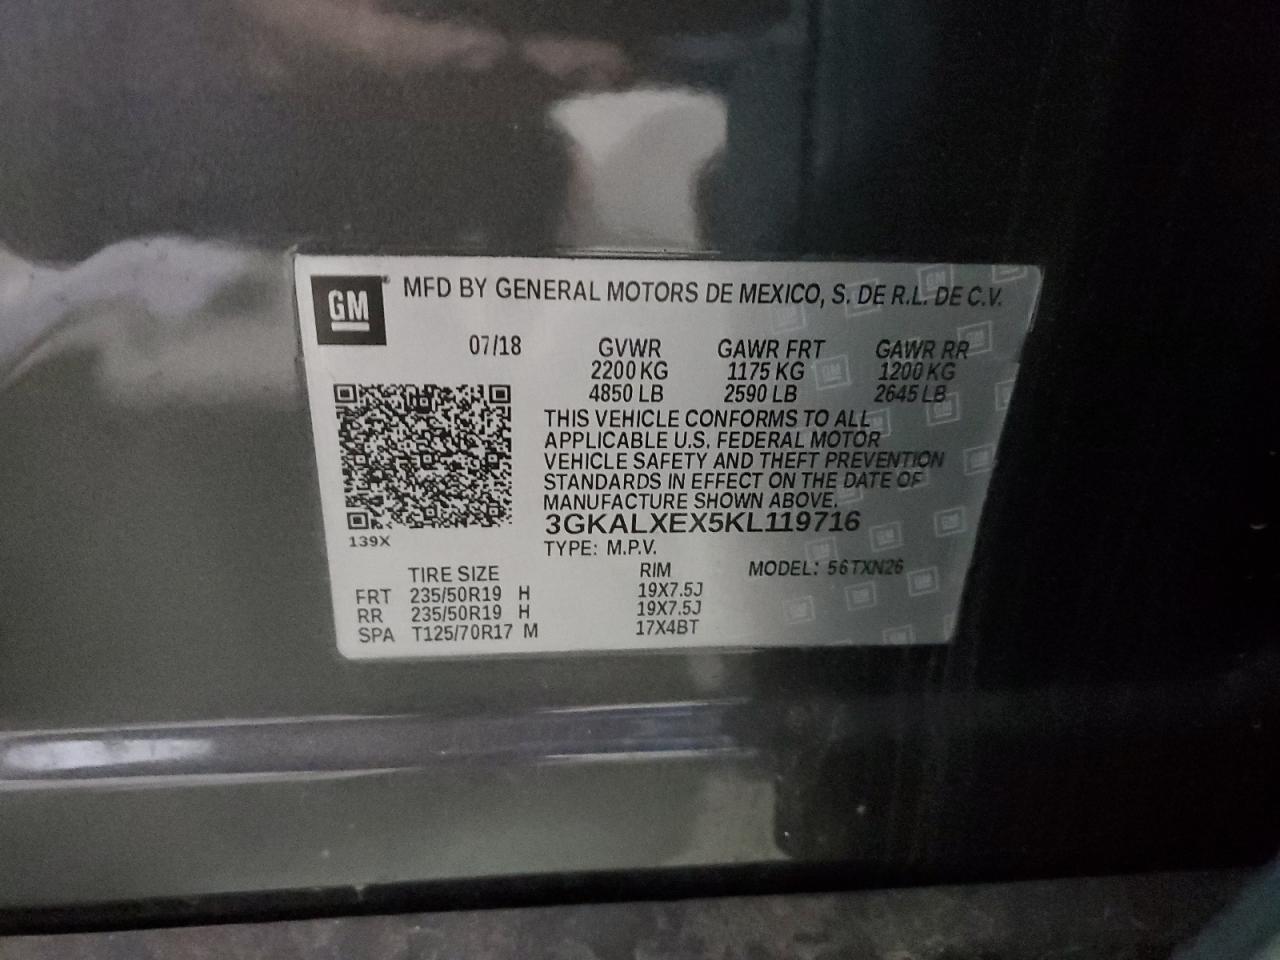 GM ® MFD BY GENERAL MOTORS DE MEXICO, S. DE R.L. DE C.V.
07/18 GVWR GAWR FRT GAWR RR
2200 KG 1175 KG 1200 KG
4850 LB 2590 LB 2645 LB
THIS VEHICLE CONFORMS TO ALL
APPLICABLE U.S. FEDERAL MOTOR
VEHICLE SAFETY AND THEFT PREVENTION
STANDARDS IN EFFECT ON THE DATE OF
MANUFACTURE SHOWN ABOVE.
3GKALXEX5KL119716
139X TYPE: M.P.V.
TIRE SIZE RIM MODEL: 56TXN26
FRT 235/50R19 H 19X7.5J
RR 235/50R19 H 19X7.5J
SPA T125/70R17 M 17X4BT